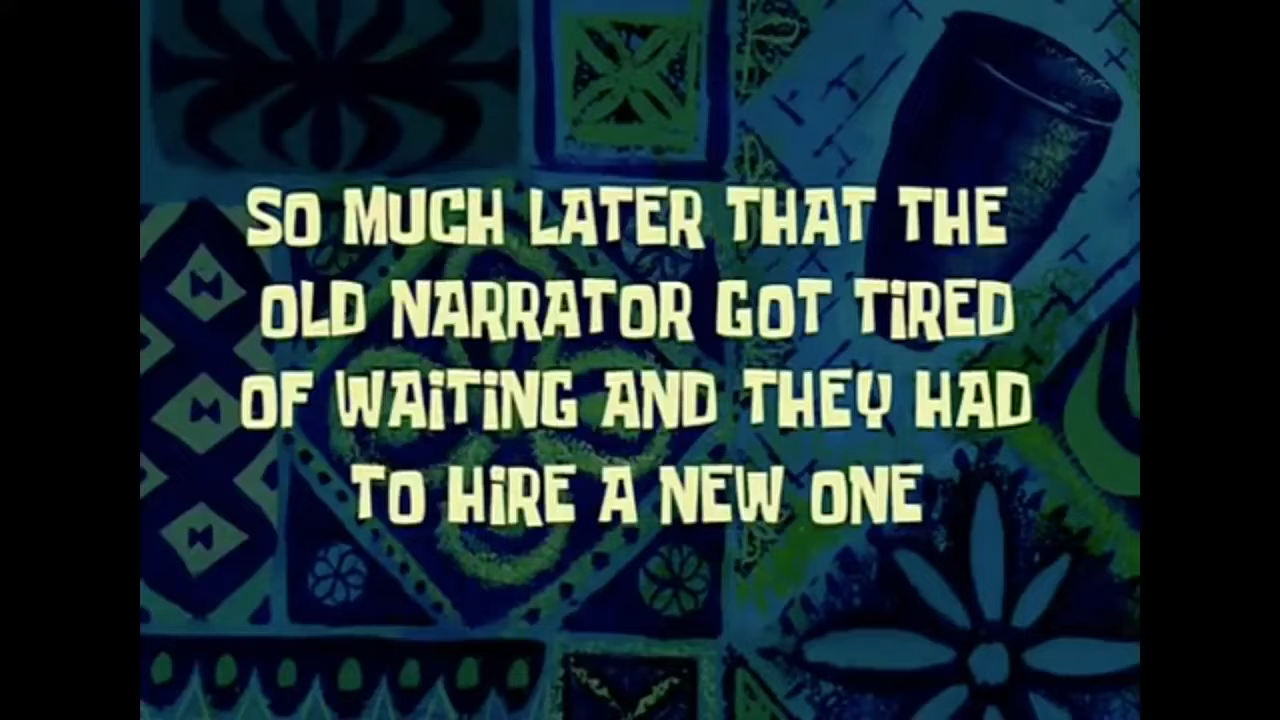 SO MUCH LATER THAT THE
OLD NARRATOR GOT TiRED
OF WAiTiNG AND THEY HAD
TO HiRE A NEW ONE